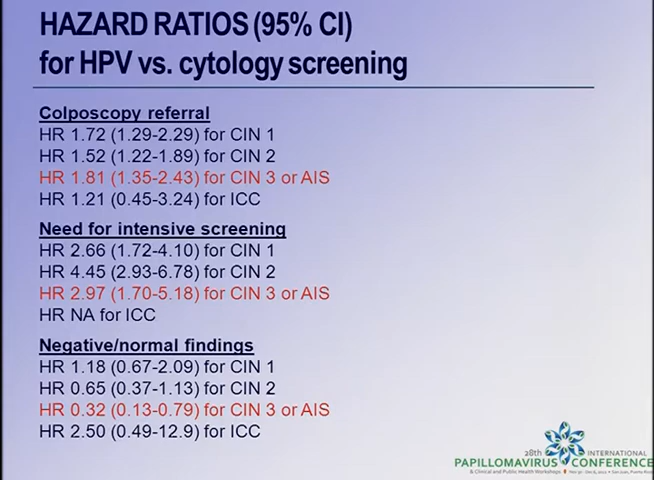 HAZARD RATIOS (95% CI)
for HPV vs. cytology screening
Colposcopy referral
HR 1.72 (1.29-2.29) for CIN 1
HR 1.52 (1.22-1.89) for CIN 2
HR 1.81 (1.35-2.43) for CIN 3 or AIS
HR 1.21 (0.45-3.24) for ICC
Need for intensive screening
HR 2.66 (1.72-4.10) for CIN 1
HR 4.45 (2.93-6.78) for CIN 2
HR 2.97 (1.70-5.18) for CIN 3 or AIS
HR NA for ICC
Negative/normal findings
HR 1.18 (0.67-2.09) for CIN 1
HR 0.65 (0.37-1.13) for CIN 2
HR 0.32 (0.13-0.79) for CIN 3 or AIS
HR 2.50 (0.49-12.9) for ICC
28th INTERNATIONAL
PAPILLOMAVIRUS CONFERENCE
& Clinical and Public Health Workshops